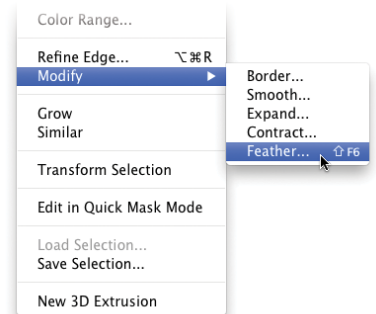 Color Range...
Refine Edge... ⌥⌘R
Modify ▶
Border...
Smooth...
Expand...
Contract...
Feather... ⇧F6
Grow
Similar
Transform Selection
Edit in Quick Mask Mode
Load Selection...
Save Selection...
New 3D Extrusion